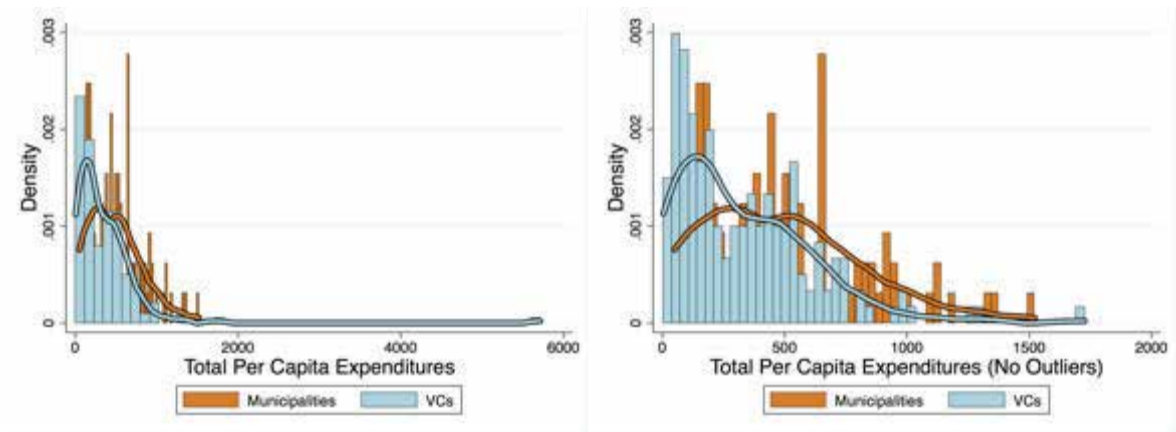 .003
.002
.001
0
Density
0 2000 4000 6000
Total Per Capita Expenditures
Municipalities VCs
.003
.002
.001
0
Density
0 500 1000 1500 2000
Total Per Capita Expenditures (No Outliers)
Municipalities VCs